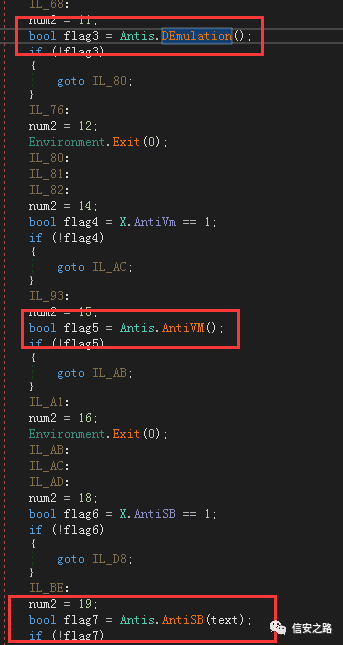 IL_68:
num2 = 11;
bool flag3 = Antis.DEmulation();
if (!flag3)
{
goto IL_80;
}
IL_76:
num2 = 12;
Environment.Exit(0);
IL_80:
IL_81:
IL_82:
num2 = 14;
bool flag4 = X.AntiVm == 1;
if (!flag4)
{
goto IL_AC;
}
IL_93:
num2 = 15;
bool flag5 = Antis.AntiVM();
if (!flag5)
{
goto IL_AB;
}
IL_A1:
num2 = 16;
Environment.Exit(0);
IL_AB:
IL_AC:
IL_AD:
num2 = 18;
bool flag6 = X.AntiSB == 1;
if (!flag6)
{
goto IL_D8;
}
IL_BE:
num2 = 19;
bool flag7 = Antis.AntiSB(text);
if (!flag7)
信安之路